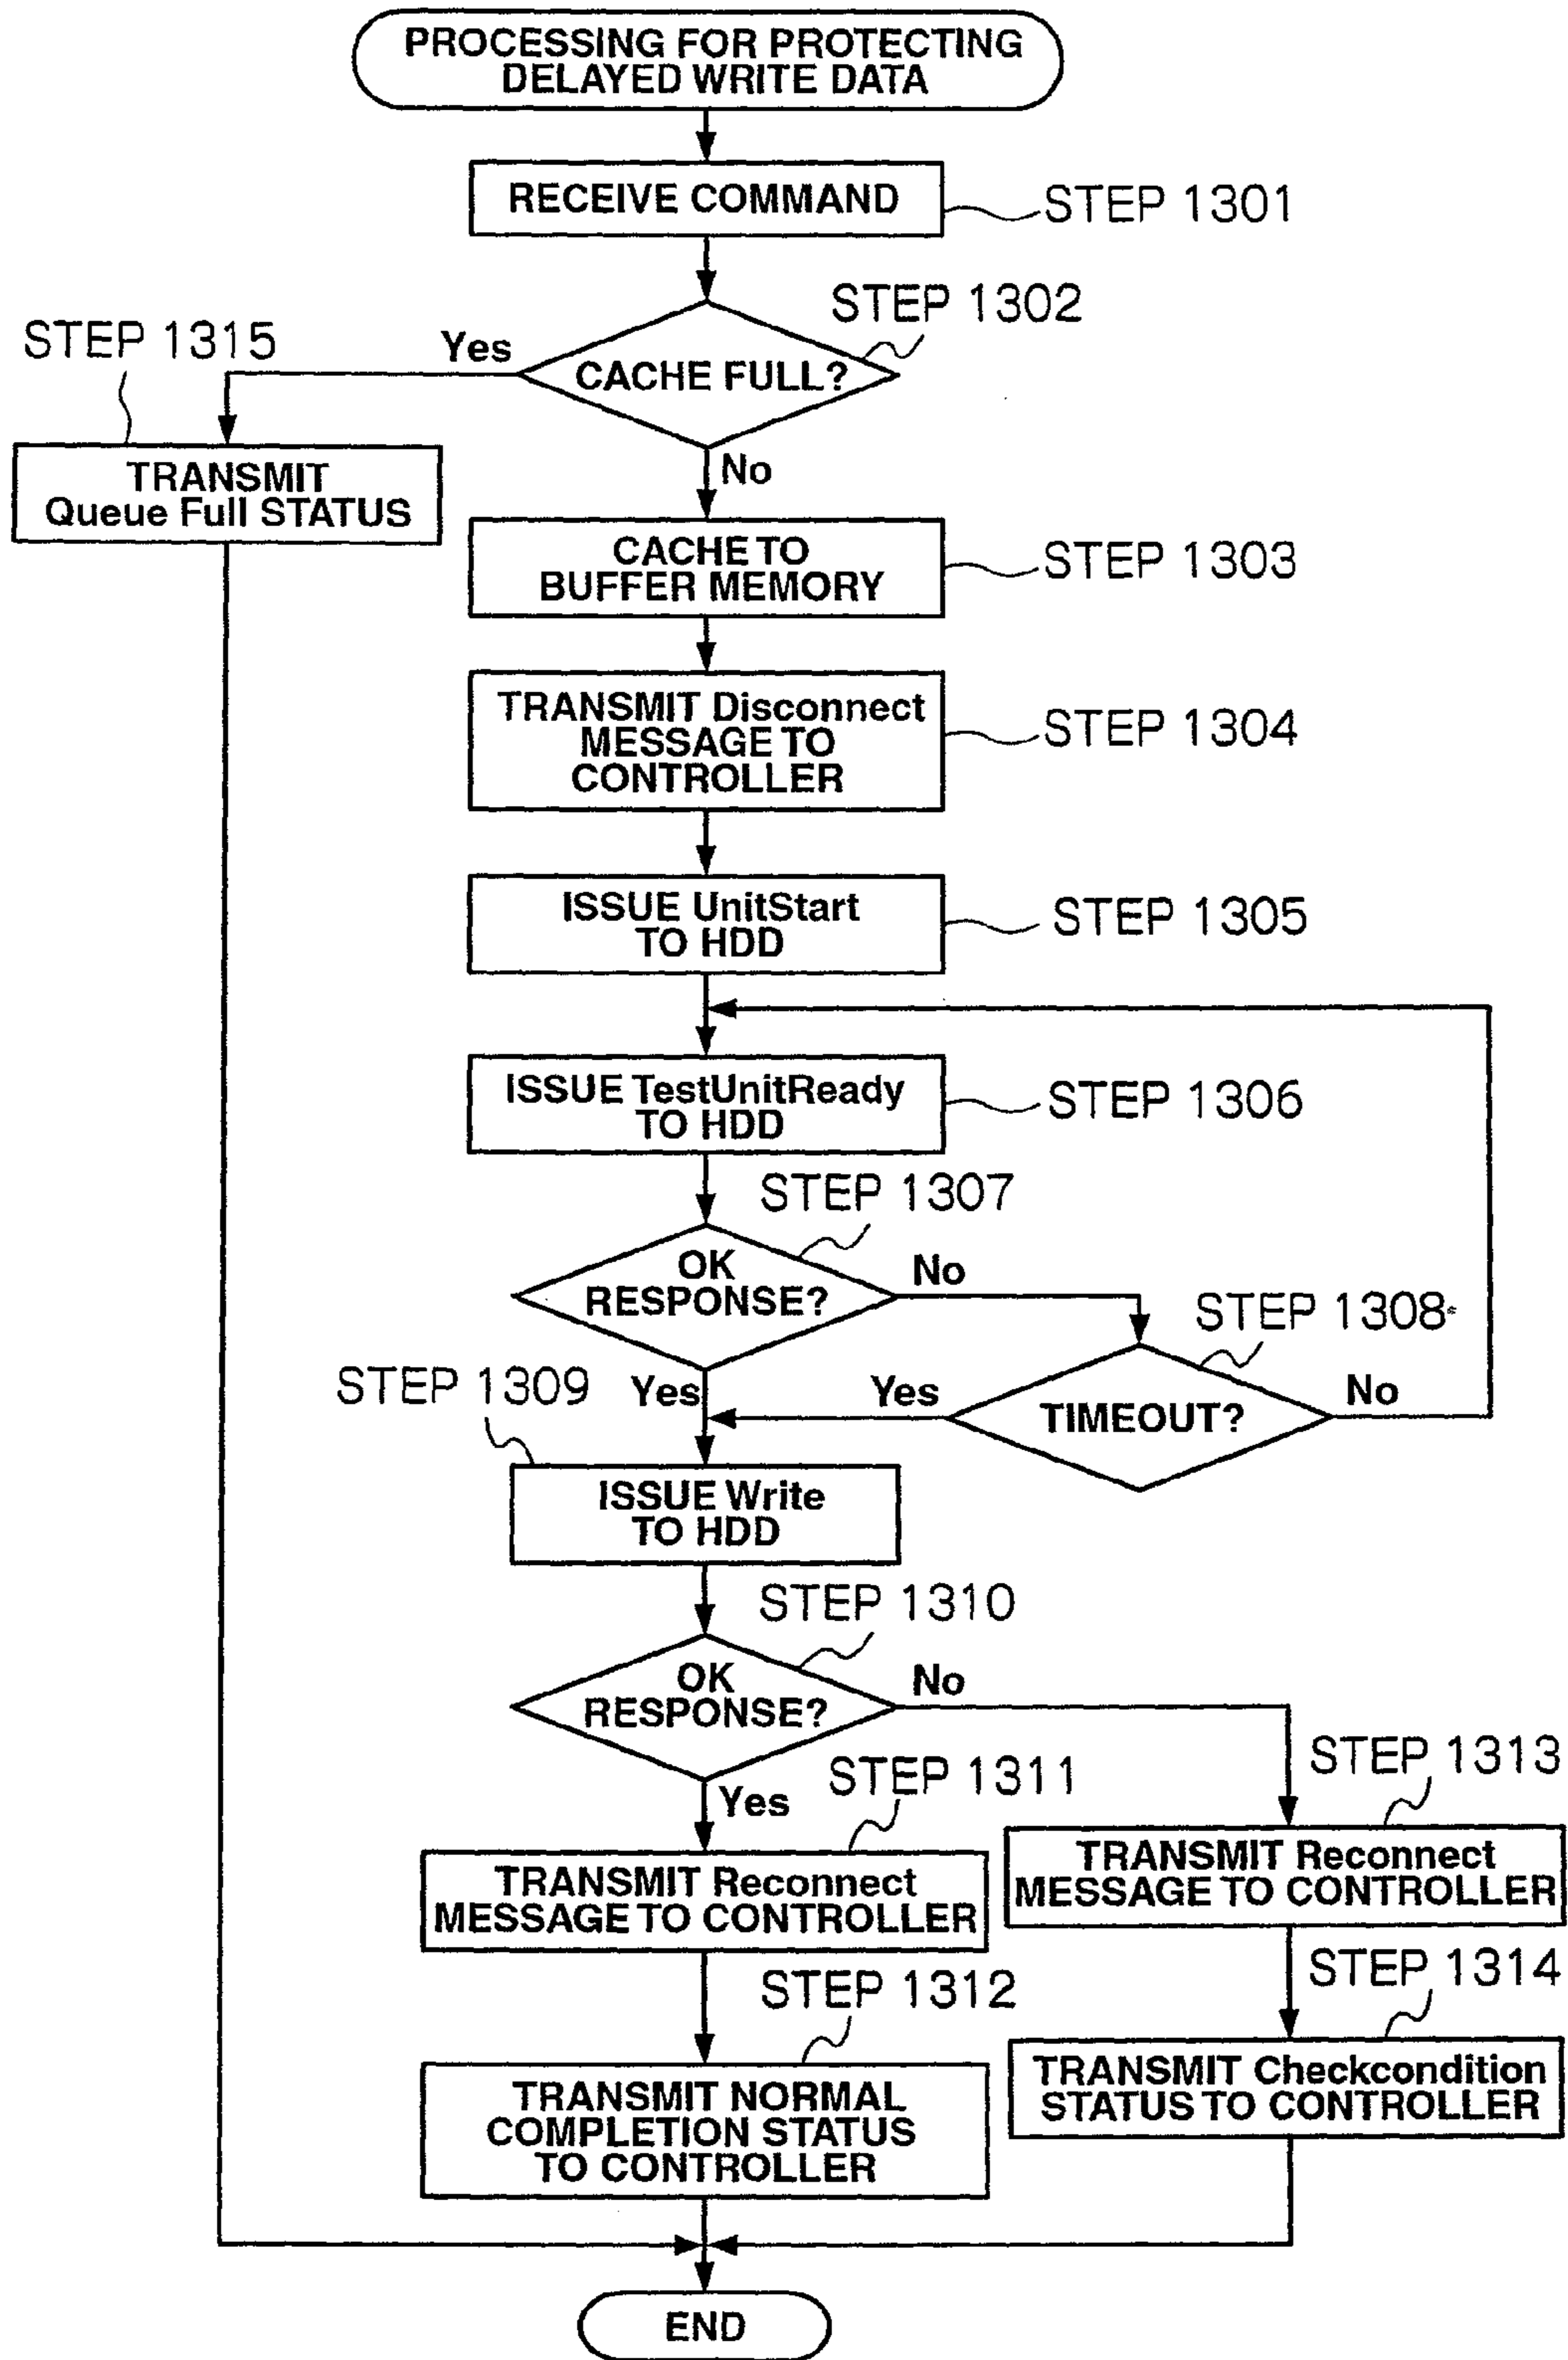 PROCESSING FOR PROTECTING
DELAYED WRITE DATA
RECEIVE COMMAND
STEP 1301
STEP 1302
STEP 1315
Yes
CACHE FULL?
No
TRANSMIT
Queue Full STATUS
CACHE TO
BUFFER MEMORY
STEP 1303
TRANSMIT Disconnect
MESSAGE TO
CONTROLLER
STEP 1304
ISSUE UnitStart
TO HDD
STEP 1305
ISSUE TestUnitReady
TO HDD
STEP 1306
STEP 1307
OK
RESPONSE?
No
STEP 1308
STEP 1309
Yes
Yes
TIMEOUT?
No
ISSUE Write
TO HDD
STEP 1310
OK
RESPONSE?
No
STEP 1311
Yes
STEP 1313
TRANSMIT Reconnect
MESSAGE TO CONTROLLER
TRANSMIT Reconnect
MESSAGE TO CONTROLLER
STEP 1312
STEP 1314
TRANSMIT NORMAL
COMPLETION STATUS
TO CONTROLLER
TRANSMIT Checkcondition
STATUS TO CONTROLLER
END